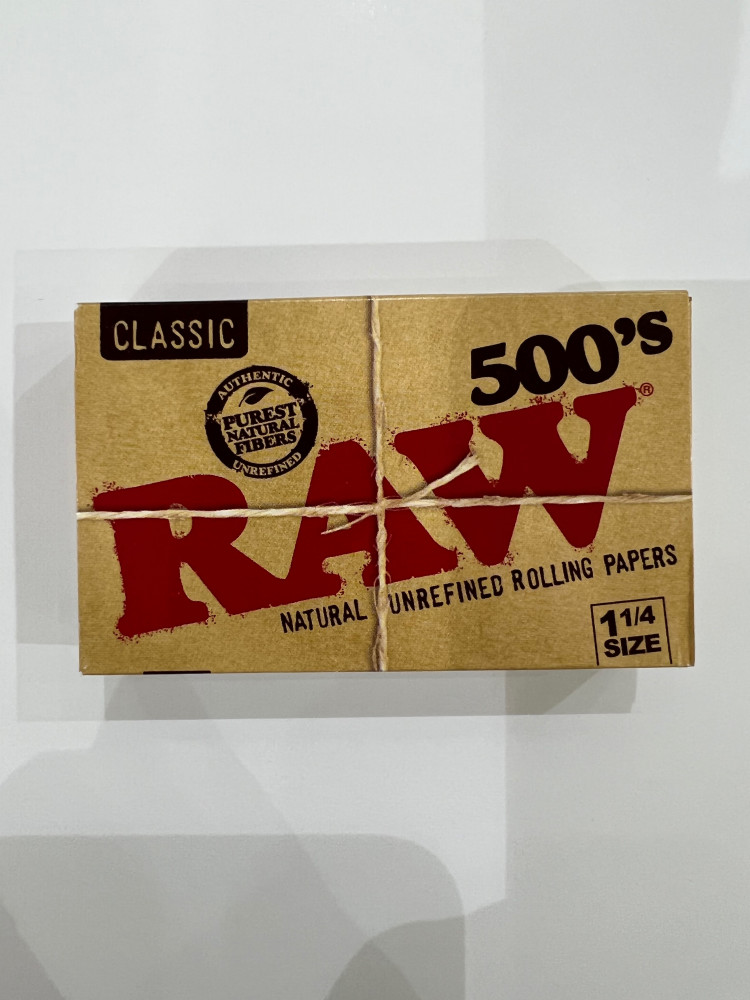 CLASSIC
500's
AUTHENTIC
PUREST
NATURAL
FIBERS
UNREFINED
RAW®
NATURAL UNREFINED ROLLING PAPERS
1 1/4
SIZE